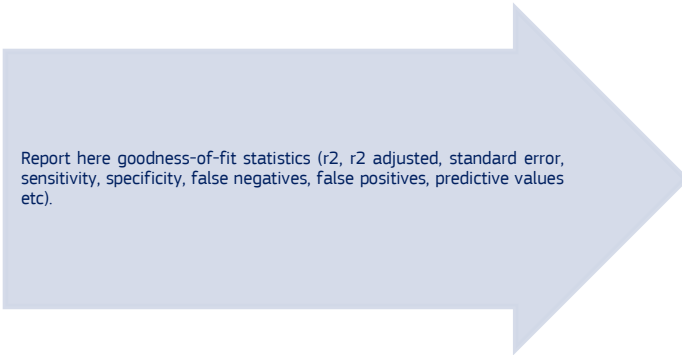 Report here goodness-of-fit statistics (r2, r2 adjusted, standard error,
sensitivity, specificity, false negatives, false positives, predictive values
etc).